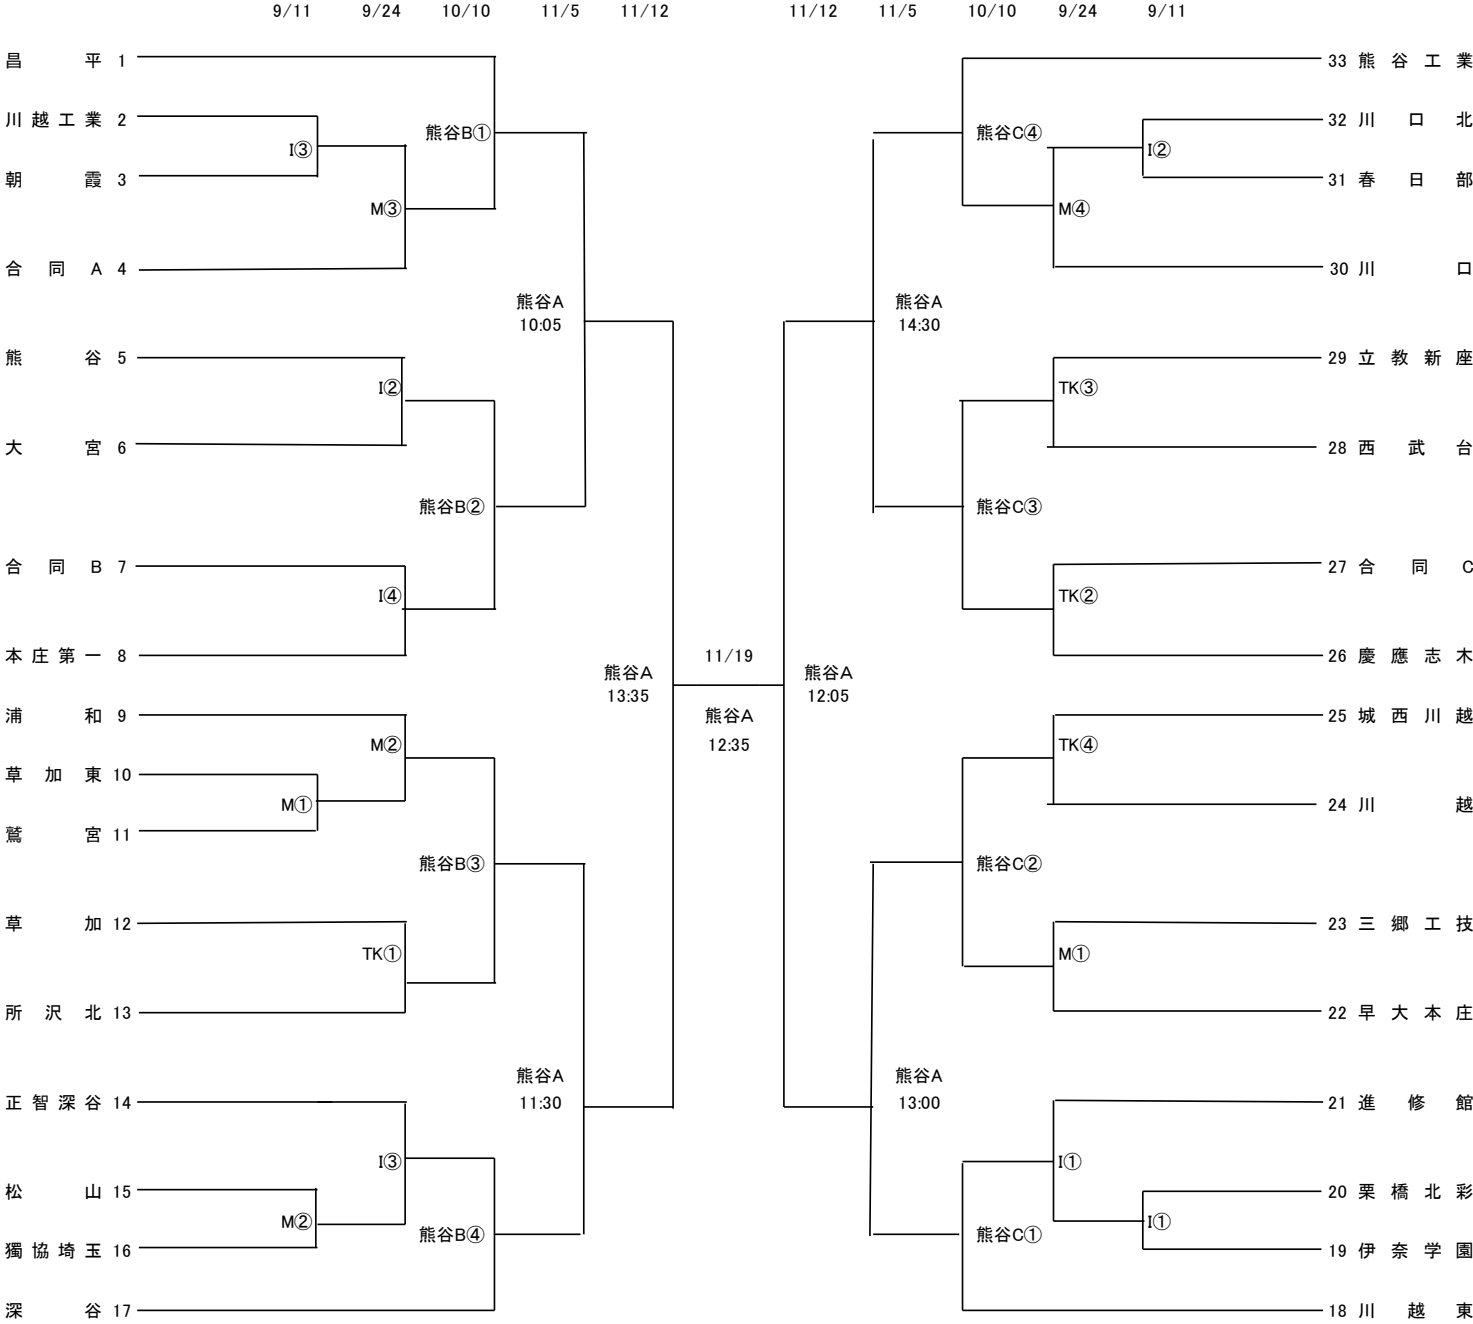 9/11 9/24 10/10 11/5 11/12 11/12 11/5 10/10 9/24 9/11
昌平 1 33 熊谷工業
川越工業 2 熊谷B① 熊谷C④ 32 川口北
I③ I②
朝霞 3 31 春日部
M③ M④
合同A 4 30 川口
熊谷A 熊谷A
10:05 14:30
熊谷 5 29 立教新座
I② TK③
大宮 6 28 西武台
熊谷B② 熊谷C③
合同B 7 27 合同C
I④ TK②
本庄第一 8 11/19 26 慶應志木
熊谷A 熊谷A
13:35 12:05
浦和 9 熊谷A 25 城西川越
M② 12:35 TK④
草加東 10 24 川越
M①
鷲宮 11
熊谷B③ 熊谷C②
草加 12 23 三郷工技
TK① M①
所沢北 13 22 早大本庄
熊谷A 熊谷A
正智深谷 14 11:30 13:00 21 進修館
I③ I①
松山 15 20 栗橋北彩
M② 熊谷B④ 熊谷C① I①
獨協埼玉 16 19 伊奈学園
深谷 17 18 川越東